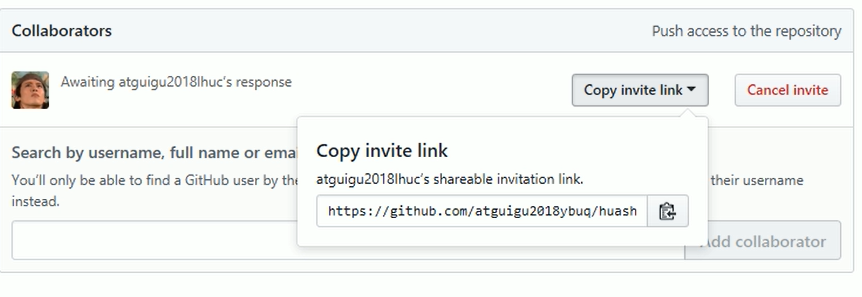 Collaborators
Push access to the repository
Awaiting atguigu2018lhuc's response
Copy invite link
Cancel invite
Copy invite link
atguigu2018lhuc's shareable invitation link.
https://github.com/atguigu2018ybuq/huash
Search by username, full name or emai
You'll only be able to find a GitHub user by the
their username
instead.
Add collaborator